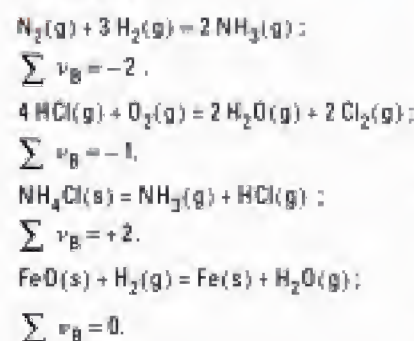 N₂(g) + 3 H₂(g) = 2 NH₃(g) ;
∑ ν_B = −2 .
4 HCl(g) + O₂(g) = 2 H₂O(g) + 2 Cl₂(g) ;
∑ ν_B = − 1.
NH₄Cl(s) = NH₃(g) + HCl(g) ;
∑ ν_B = + 2.
FeO(s) + H₂(g) = Fe(s) + H₂O(g) ;
∑ ν_B = 0.